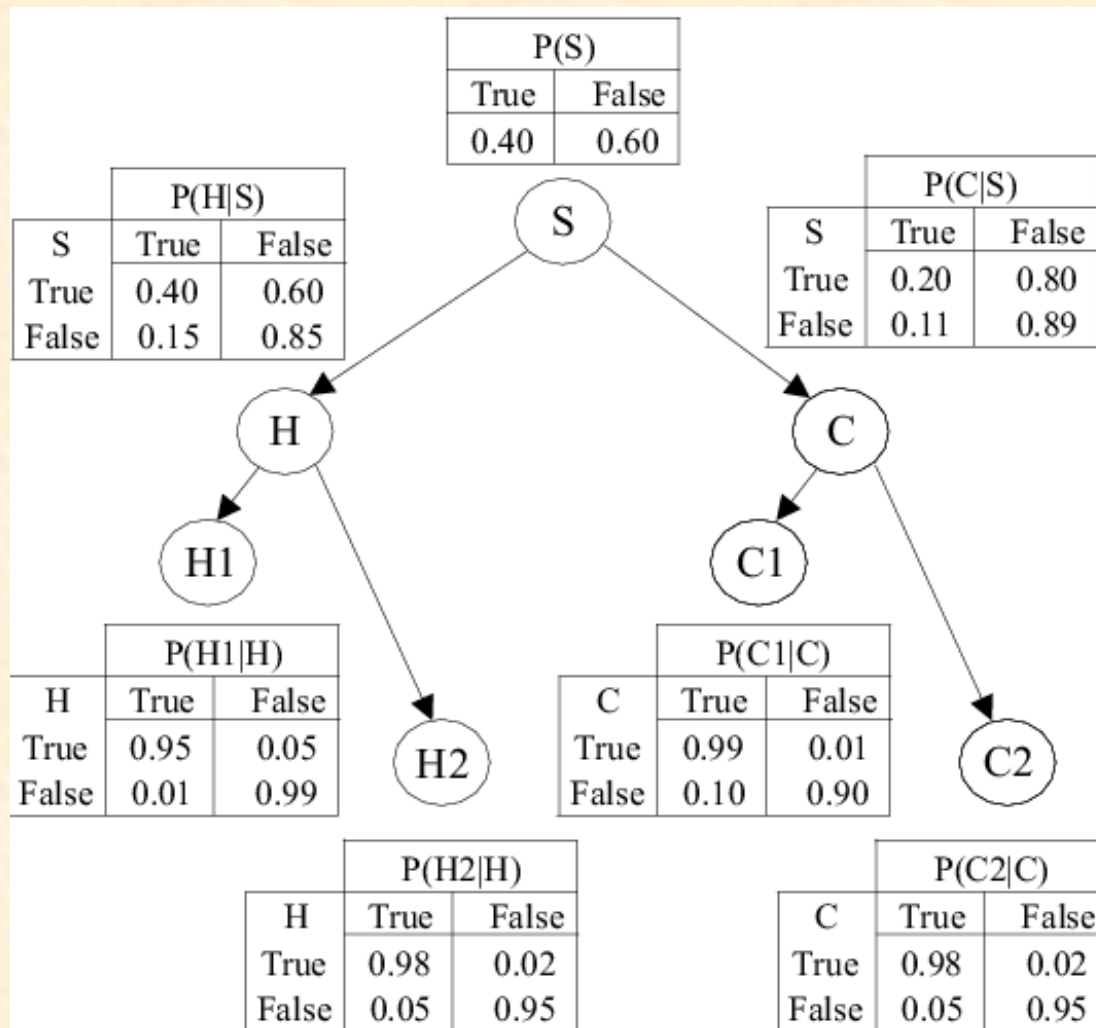 P(S)
True False
0.40 0.60
P(H|S)
S True False
True 0.40 0.60
False 0.15 0.85
S
P(C|S)
S True False
True 0.20 0.80
False 0.11 0.89
H
C
H1
C1
P(H1|H)
H True False
True 0.95 0.05
False 0.01 0.99
H2
P(C1|C)
C True False
True 0.99 0.01
False 0.10 0.90
C2
P(H2|H)
H True False
True 0.98 0.02
False 0.05 0.95
P(C2|C)
C True False
True 0.98 0.02
False 0.05 0.95